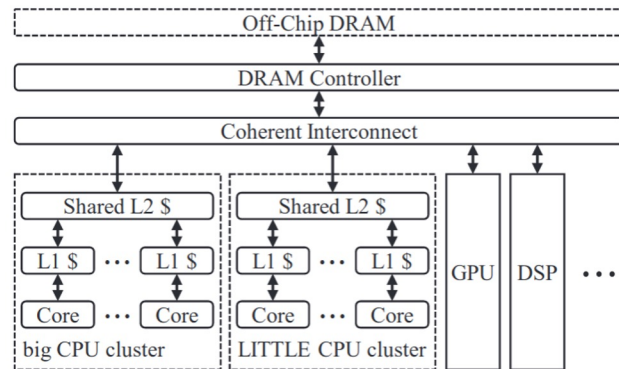 Off-Chip DRAM
DRAM Controller
Coherent Interconnect
Shared L2 $
L1 $ ... L1 $
Core ... Core
big CPU cluster
Shared L2 $
L1 $ ... L1 $
Core ... Core
LITTLE CPU cluster
GPU
DSP
...